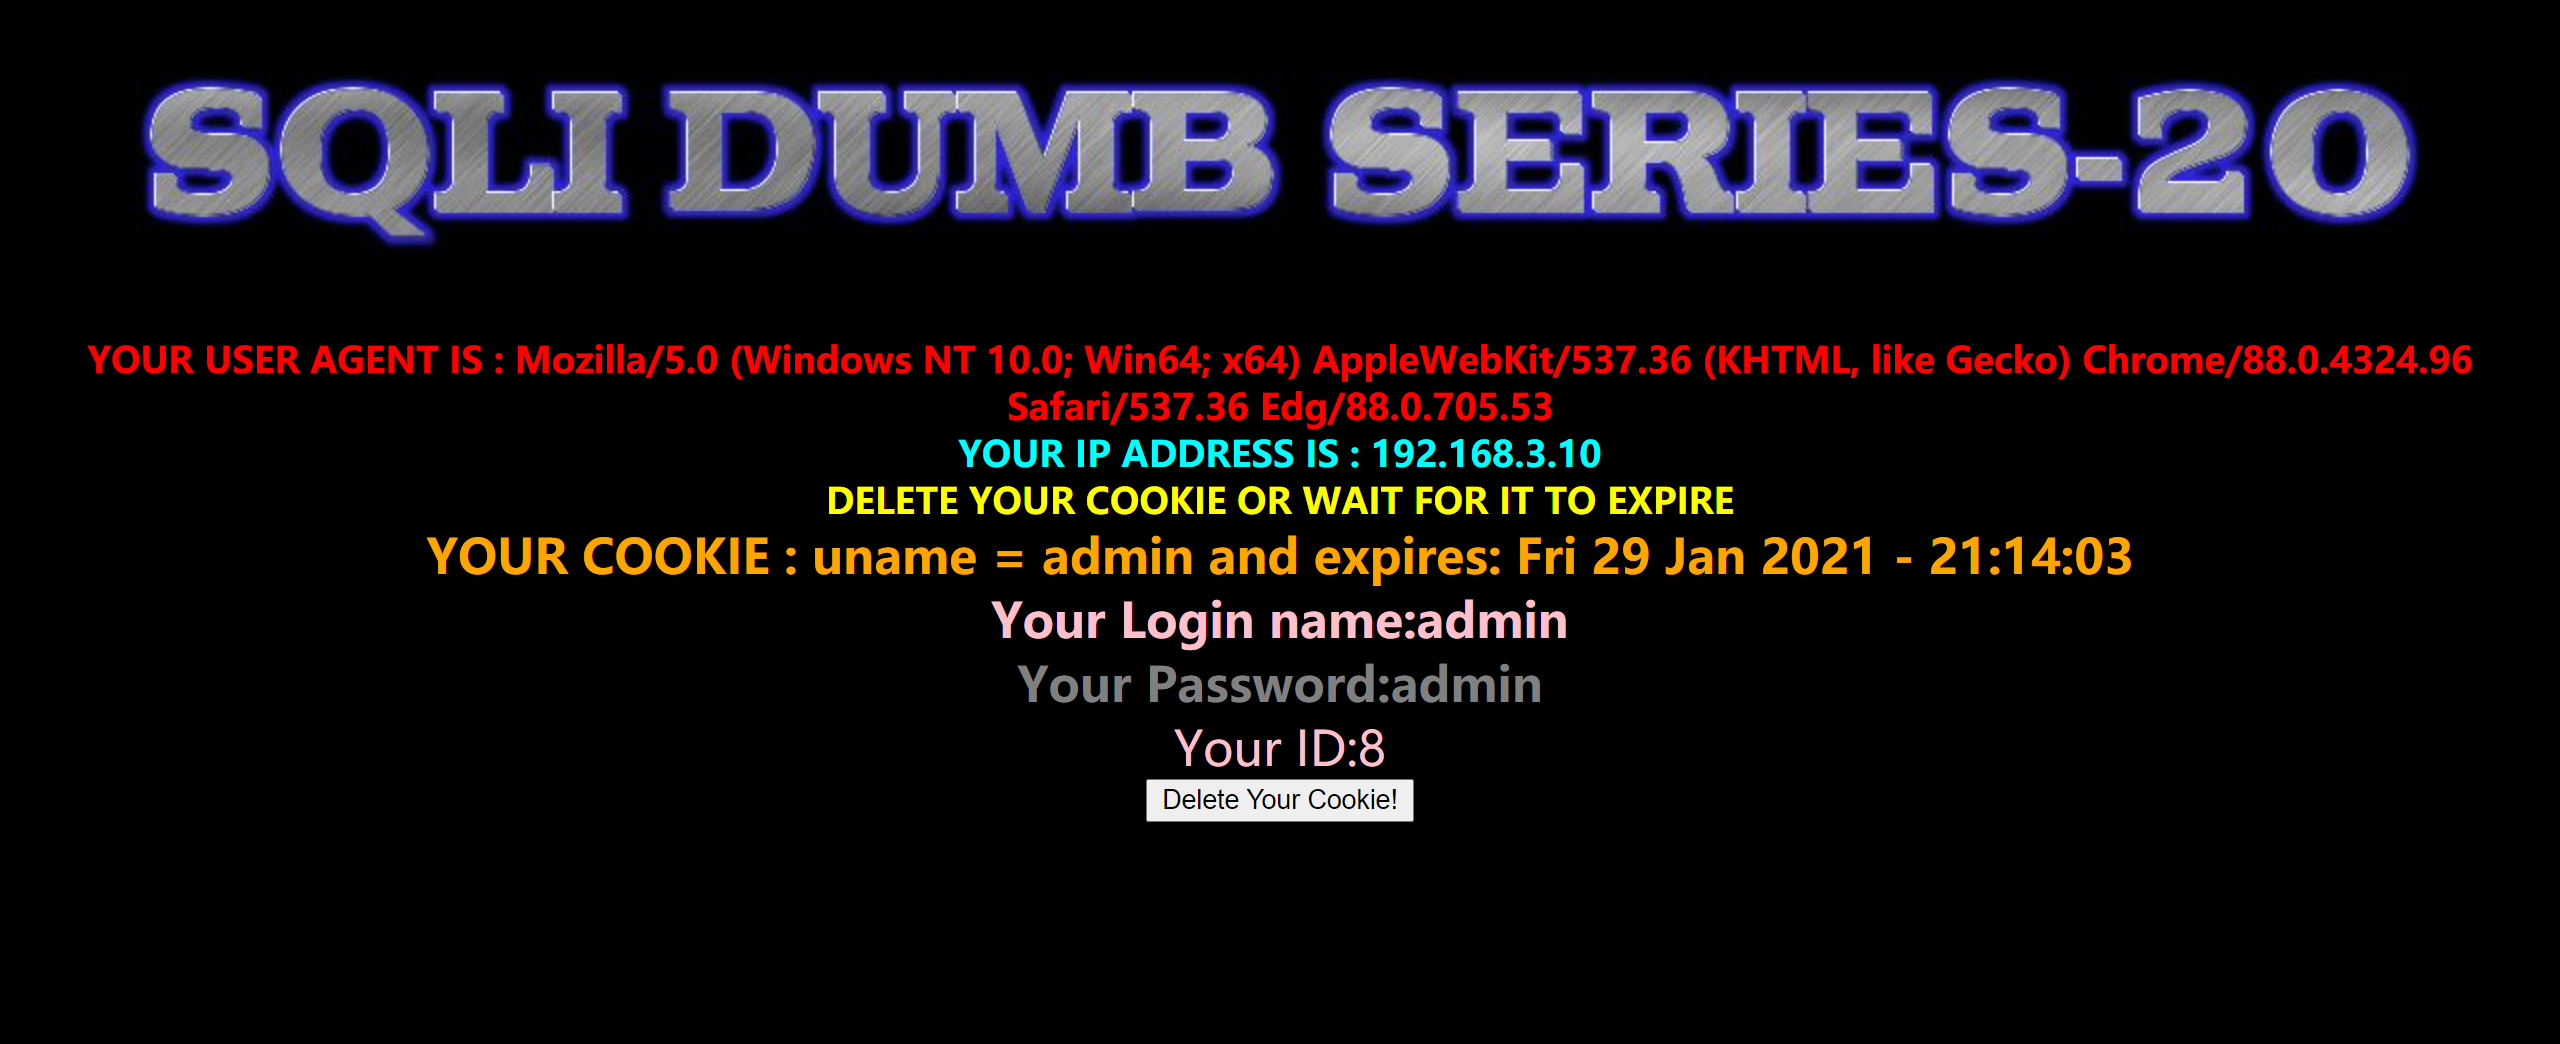 SQLI DUMB SERIES-20
YOUR USER AGENT IS : Mozilla/5.0 (Windows NT 10.0; Win64; x64) AppleWebKit/537.36 (KHTML, like Gecko) Chrome/88.0.4324.96
Safari/537.36 Edg/88.0.705.53
YOUR IP ADDRESS IS : 192.168.3.10
DELETE YOUR COOKIE OR WAIT FOR IT TO EXPIRE
YOUR COOKIE : uname = admin and expires: Fri 29 Jan 2021 - 21:14:03
Your Login name:admin
Your Password:admin
Your ID:8
Delete Your Cookie!